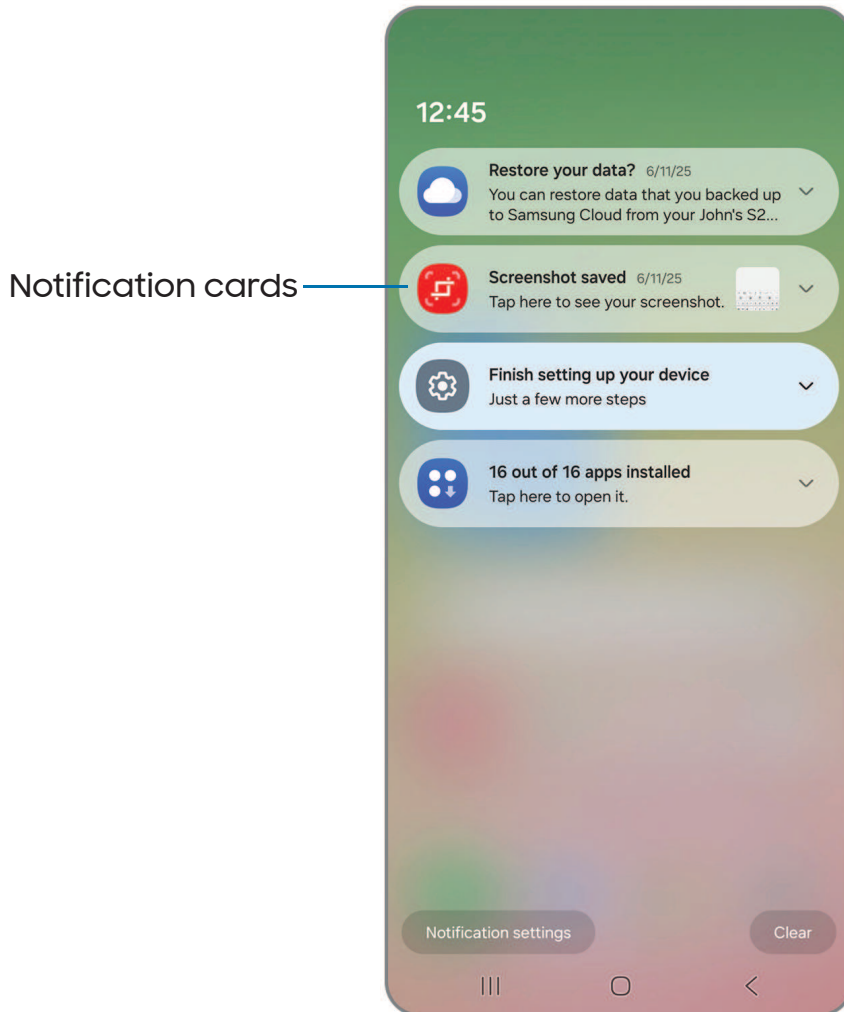 12:45
Restore your data? 6/11/25
You can restore data that you backed up
to Samsung Cloud from your John's S2...
Notification cards
Screenshot saved 6/11/25
Tap here to see your screenshot.
Finish setting up your device
Just a few more steps
16 out of 16 apps installed
Tap here to open it.
Notification settings
Clear